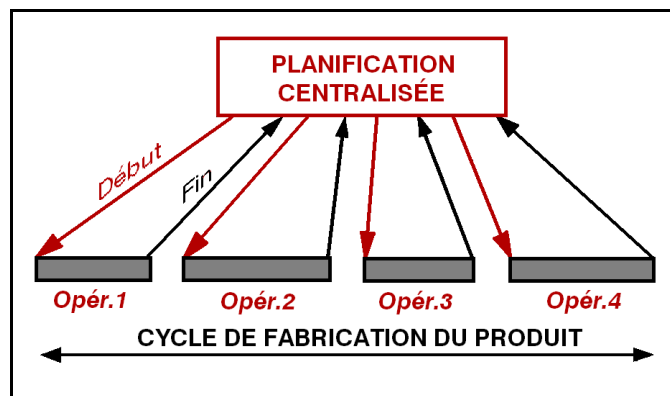 PLANIFICATION
CENTRALISÉE
Début
Fin
Opér.1
Opér.2
Opér.3
Opér.4
CYCLE DE FABRICATION DU PRODUIT